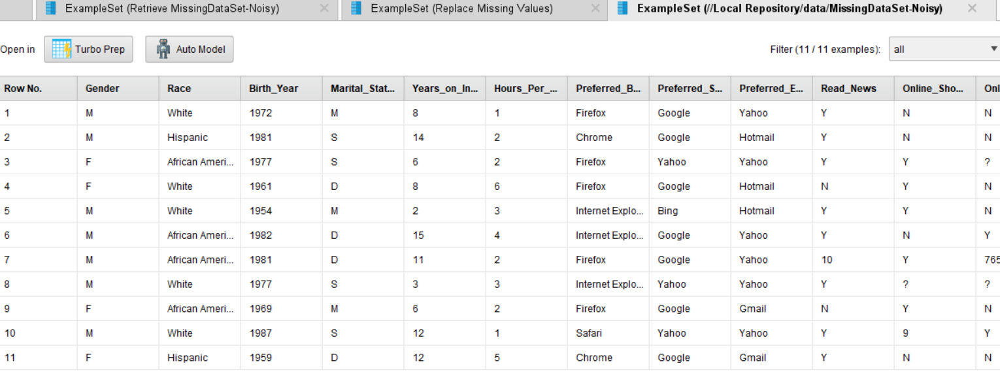 ExampleSet (Retrieve MissingDataSet-Noisy) ExampleSet (Replace Missing Values) ExampleSet (//Local Repository/data/MissingDataSet-Noisy)
Open in Turbo Prep Auto Model Filter (11 / 11 examples): all
Row No. Gender Race Birth_Year Marital_Stat... Years_on_In... Hours_Per_... Preferred_B... Preferred_S... Preferred_E... Read_News Online_Sho... Onl
1 M White 1972 M 8 1 Firefox Google Yahoo Y N N
2 M Hispanic 1981 S 14 2 Chrome Google Hotmail Y N N
3 F African Ameri... 1977 S 6 2 Firefox Yahoo Yahoo Y Y ?
4 F White 1961 D 8 6 Firefox Google Hotmail N Y N
5 M White 1954 M 2 3 Internet Explo... Bing Hotmail Y Y N
6 M African Ameri... 1982 D 15 4 Internet Explo... Google Yahoo Y N Y
7 M African Ameri... 1981 D 11 2 Firefox Google Yahoo 10 Y 765
8 M White 1977 S 3 3 Internet Explo... Yahoo Yahoo Y ? ?
9 F African Ameri... 1969 M 6 2 Firefox Google Gmail N Y N
10 M White 1987 S 12 1 Safari Yahoo Yahoo Y 9 Y
11 F Hispanic 1959 D 12 5 Chrome Google Gmail Y N N